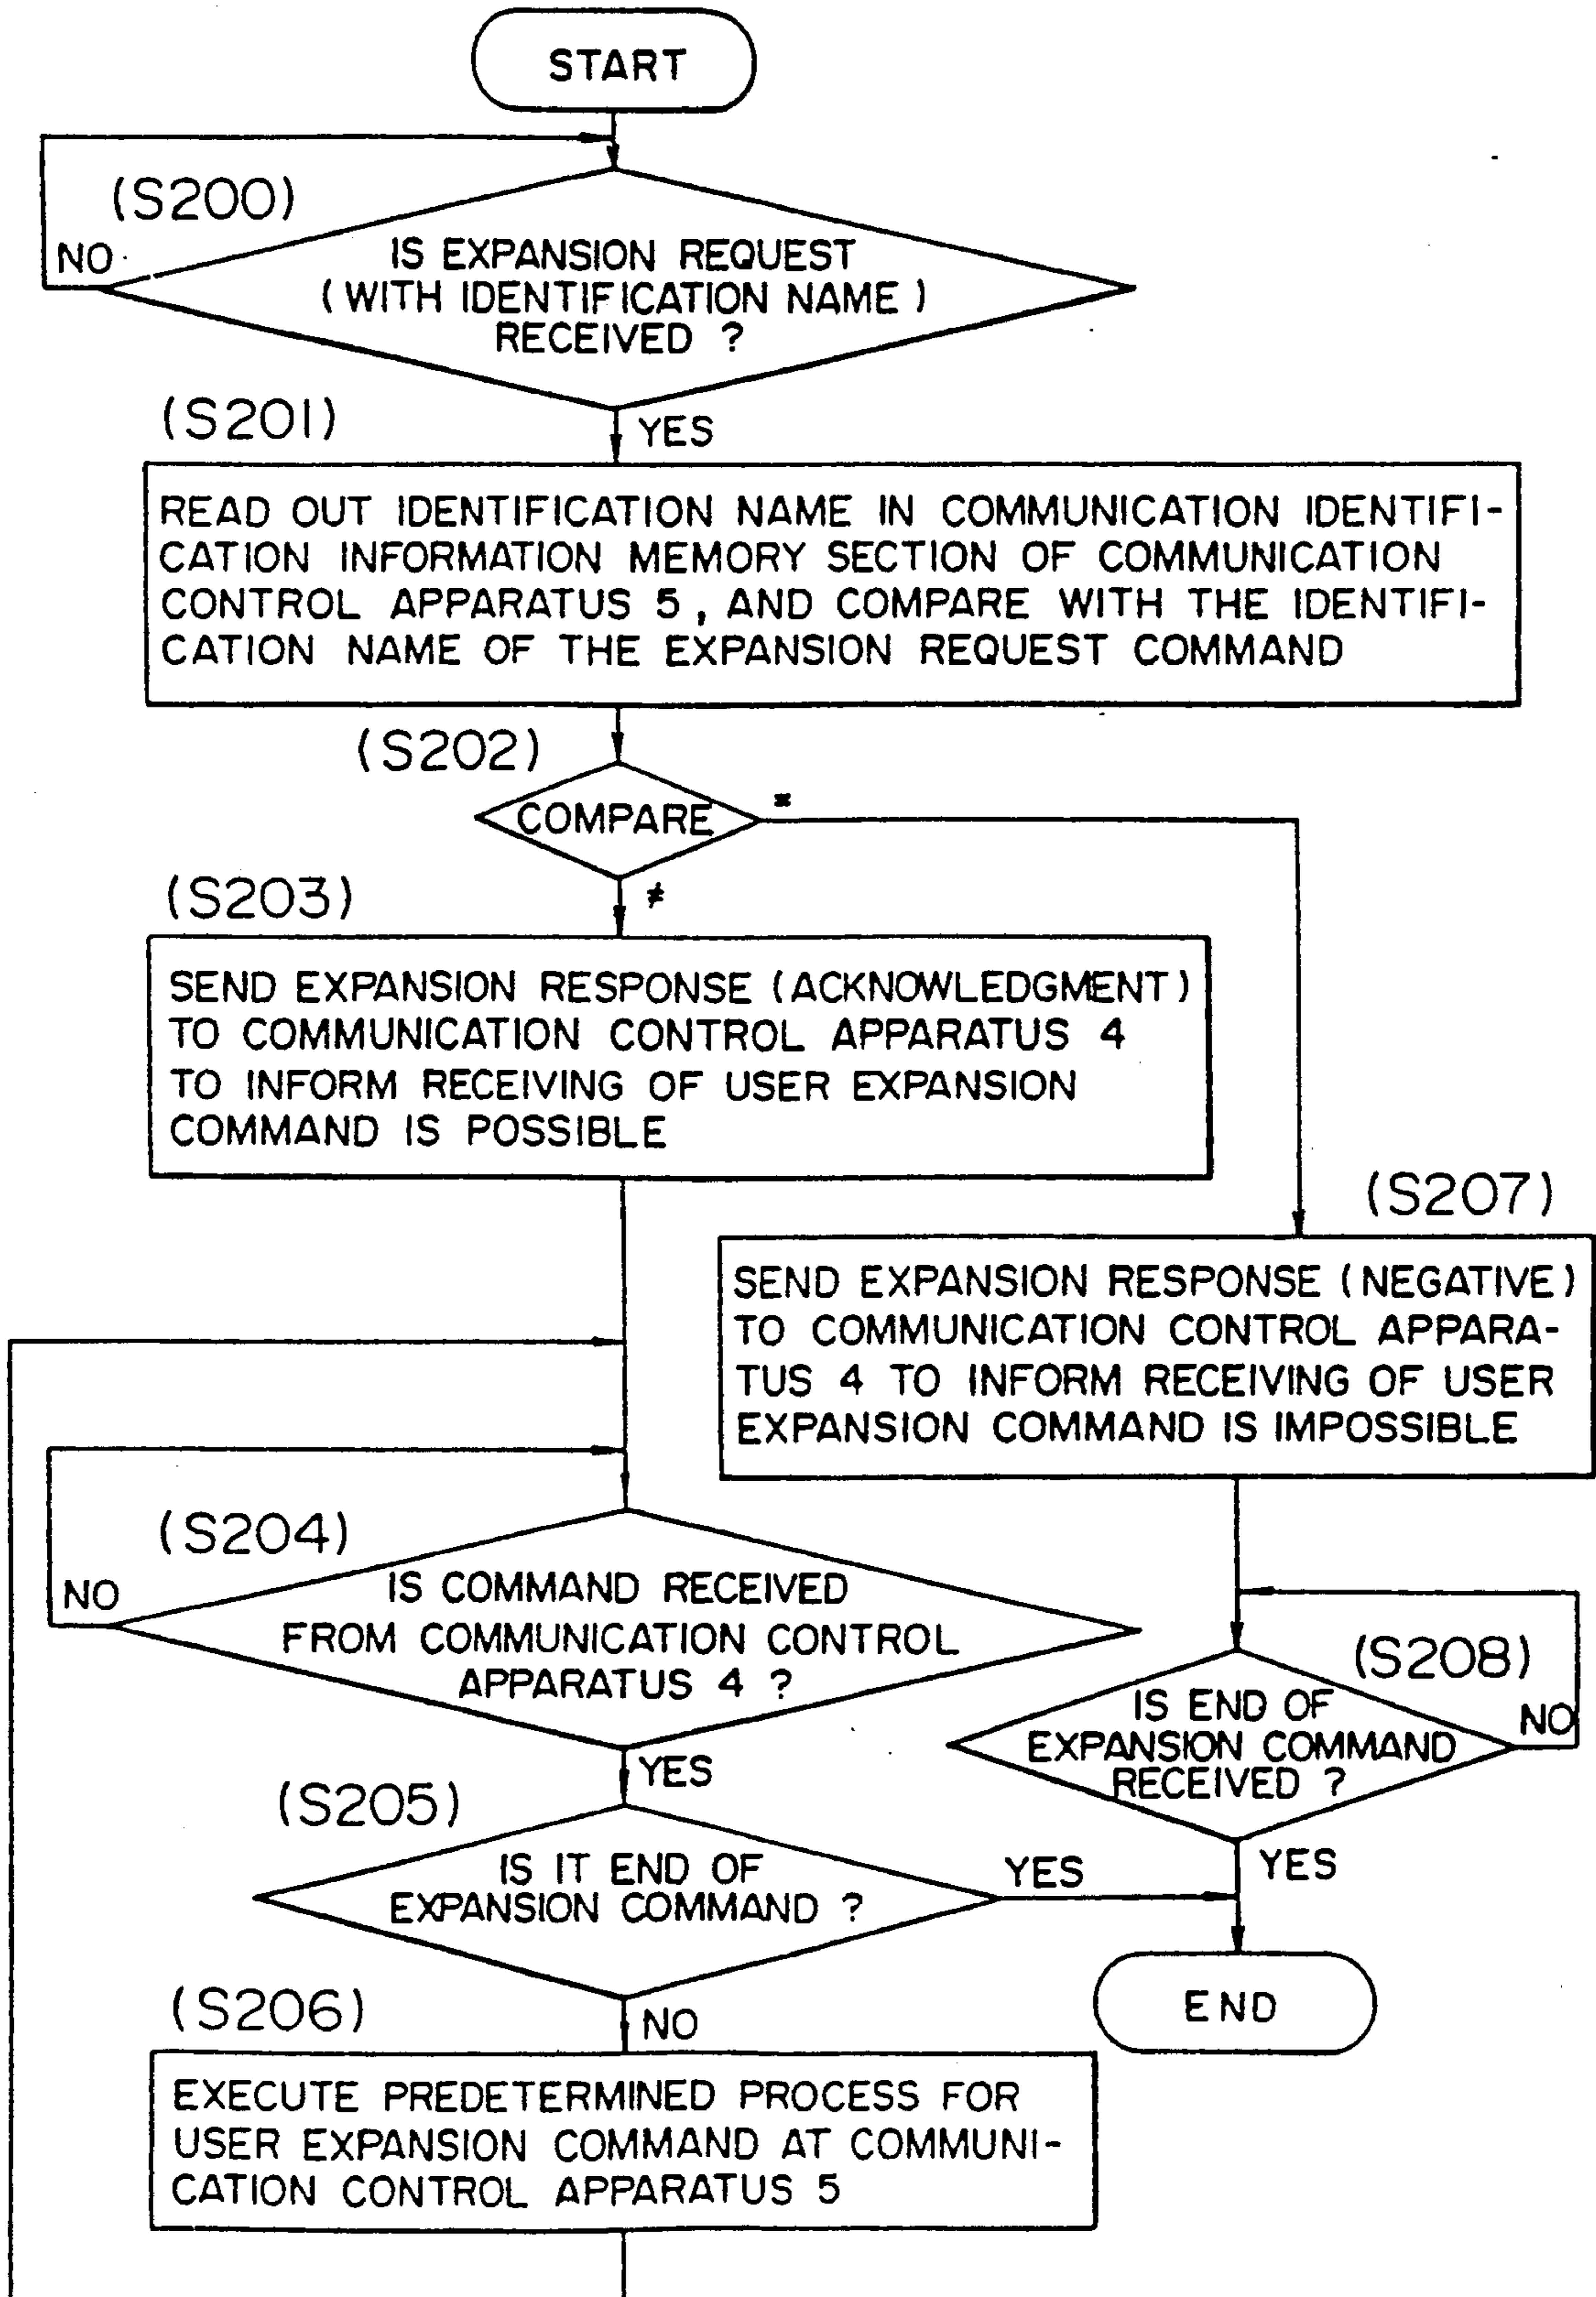 START
(S200)
NO
IS EXPANSION REQUEST
(WITH IDENTIFICATION NAME)
RECEIVED ?
(S201)
YES
READ OUT IDENTIFICATION NAME IN COMMUNICATION IDENTIFI-
CATION INFORMATION MEMORY SECTION OF COMMUNICATION
CONTROL APPARATUS 5, AND COMPARE WITH THE IDENTIFI-
CATION NAME OF THE EXPANSION REQUEST COMMAND
(S202)
COMPARE
=
≠
(S203)
SEND EXPANSION RESPONSE (ACKNOWLEDGMENT)
TO COMMUNICATION CONTROL APPARATUS 4
TO INFORM RECEIVING OF USER EXPANSION
COMMAND IS POSSIBLE
(S207)
SEND EXPANSION RESPONSE (NEGATIVE)
TO COMMUNICATION CONTROL APPARA-
TUS 4 TO INFORM RECEIVING OF USER
EXPANSION COMMAND IS IMPOSSIBLE
(S204)
NO
IS COMMAND RECEIVED
FROM COMMUNICATION CONTROL
APPARATUS 4 ?
YES
(S208)
IS END OF
EXPANSION COMMAND
RECEIVED ?
NO
YES
(S205)
IS IT END OF
EXPANSION COMMAND ?
YES
NO
END
(S206)
EXECUTE PREDETERMINED PROCESS FOR
USER EXPANSION COMMAND AT COMMUNI-
CATION CONTROL APPARATUS 5